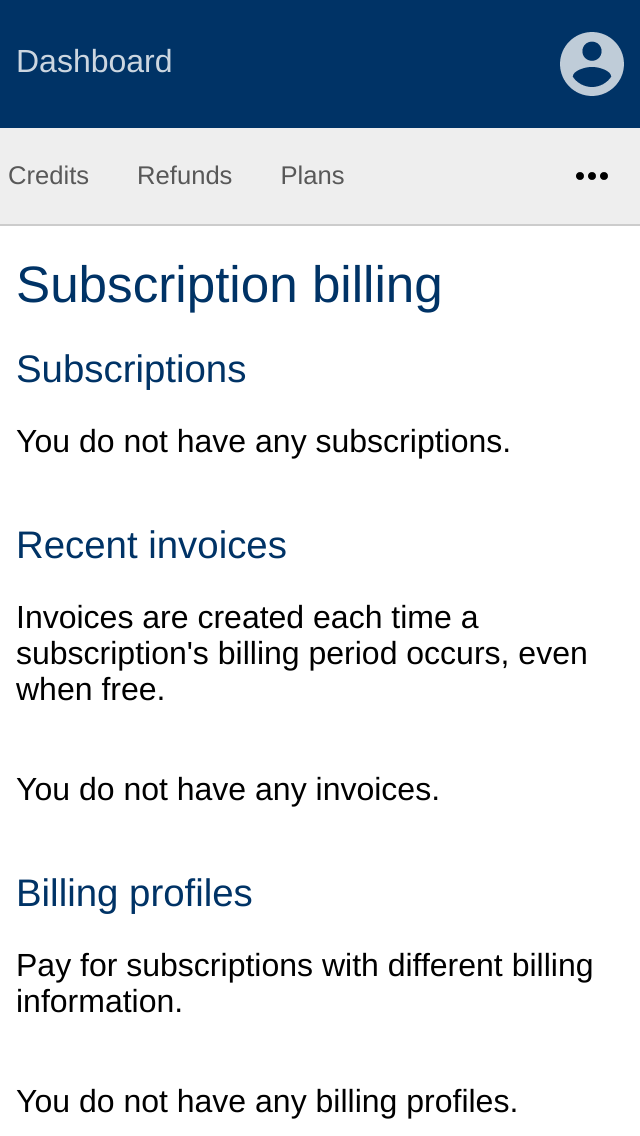 Dashboard
Credits Refunds Plans
Subscription billing
Subscriptions
You do not have any subscriptions.
Recent invoices
Invoices are created each time a
subscription's billing period occurs, even
when free.
You do not have any invoices.
Billing profiles
Pay for subscriptions with different billing
information.
You do not have any billing profiles.